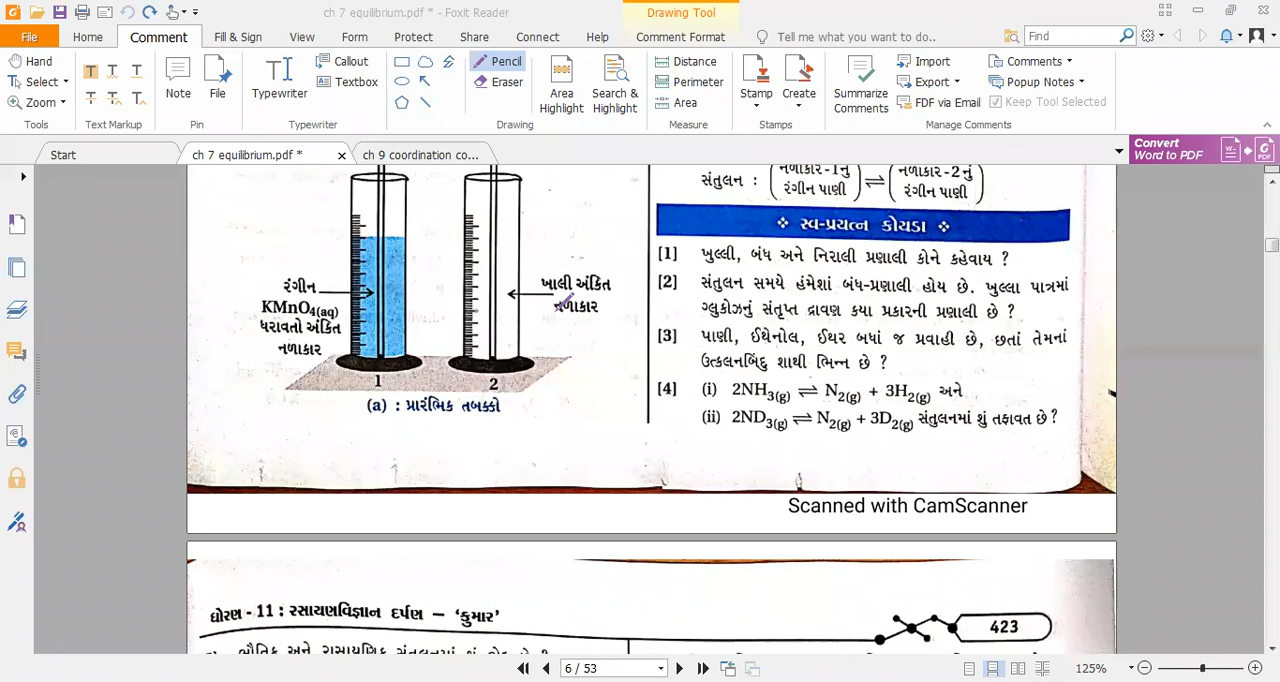 ch 7 equilibrium.pdf * - Foxit Reader
Drawing Tool
File Home Comment Fill & Sign View Form Protect Share Connect Help Comment Format Tell me what you want to do.. Find
Hand
Select
Zoom
Tools
Text Markup
Note
File
Pin
Typewriter
Callout
Textbox
Typewriter
Pencil
Eraser
Area Highlight
Search & Highlight
Drawing
Distance
Perimeter
Area
Measure
Stamp
Create
Stamps
Summarize Comments
Import
Export
FDF via Email
Comments
Popup Notes
Keep Tool Selected
Manage Comments
Start
ch 7 equilibrium.pdf *
ch 9 coordination co...
Convert
Word to PDF
રંગીન
KMnO4(aq)
ધરાવતો અંકિત
નળાકાર
ખાલી અંકિત
નળાકાર
1 2
(a) : પ્રારંભિક તબક્કો
નળાકાર-1નું નળાકાર-2નું
સંતુલન : ( રંગીન પાણી ) ⇌ ( રંગીન પાણી )
❖ સ્વ-પ્રયત્ન કોયડા ❖
[1] ખુલ્લી, બંધ અને નિરાલી પ્રણાલી કોને કહેવાય ?
[2] સંતુલન સમયે હંમેશાં બંધ-પ્રણાલી હોય છે. ખુલ્લા પાત્રમાં
ગ્લુકોઝનું સંતૃપ્ત દ્રાવણ કયા પ્રકારની પ્રણાલી છે ?
[3] પાણી, ઈથેનોલ, ઈથર બધાં જ પ્રવાહી છે, છતાં તેમનાં
ઉત્કલનબિંદુ શાથી ભિન્ન છે ?
[4] (i) 2NH3(g) ⇌ N2(g) + 3H2(g) અને
(ii) 2ND3(g) ⇌ N2(g) + 3D2(g) સંતુલનમાં શું તફાવત છે ?
Scanned with CamScanner
ધોરણ - 11 : રસાયણવિજ્ઞાન દર્પણ – ‘કુમાર’
423
ભૌતિક અને રાસાયણિક સંતુલનમાં
6 / 53
125%